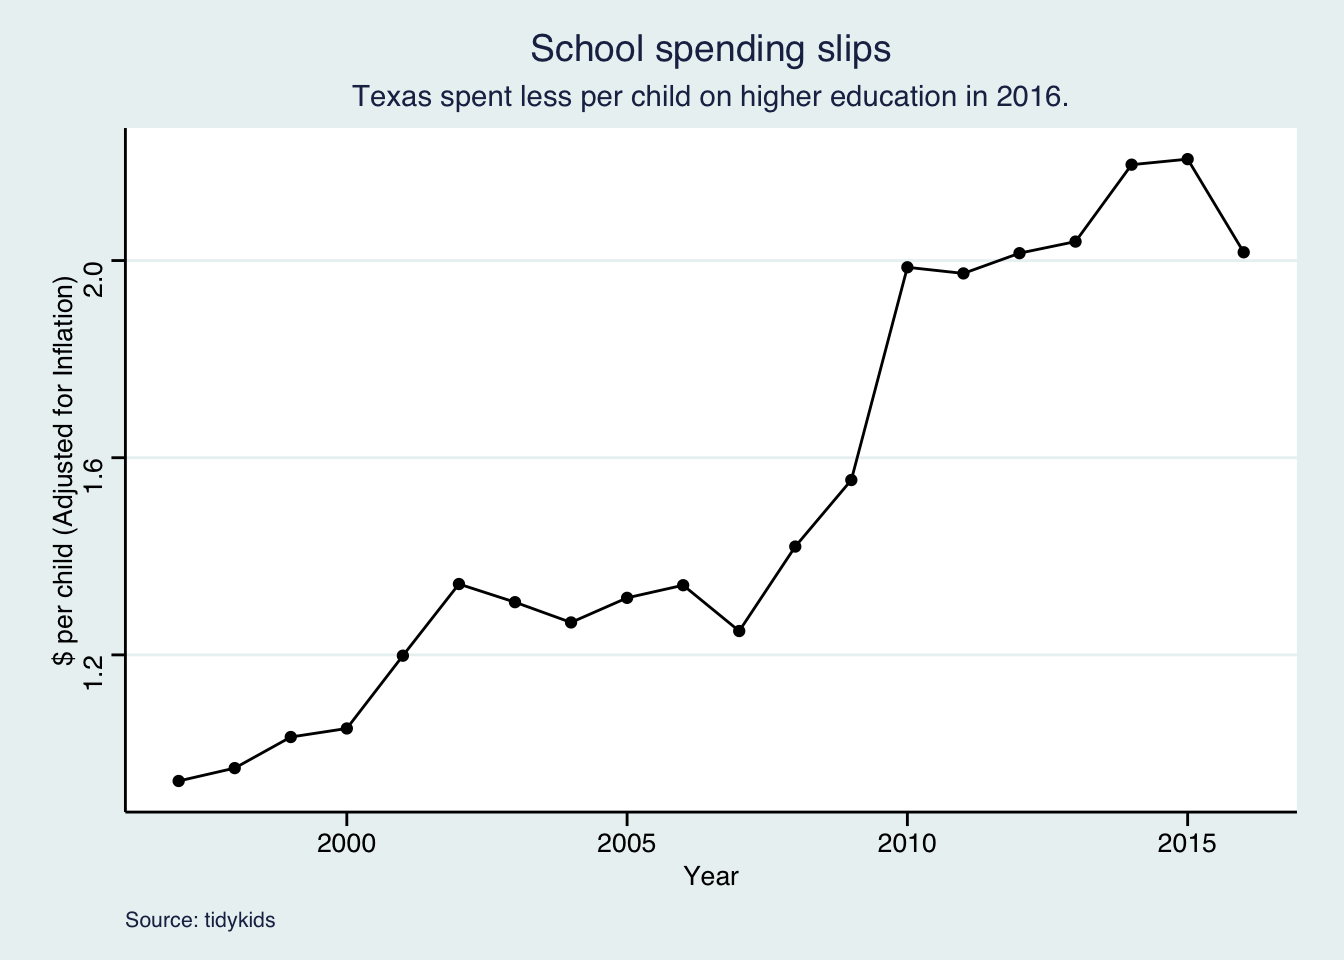 School spending slips
Texas spent less per child on higher education in 2016.
$ per child (Adjusted for Inflation)
2.0
1.6
1.2
2000 2005 2010 2015
Year
Source: tidykids